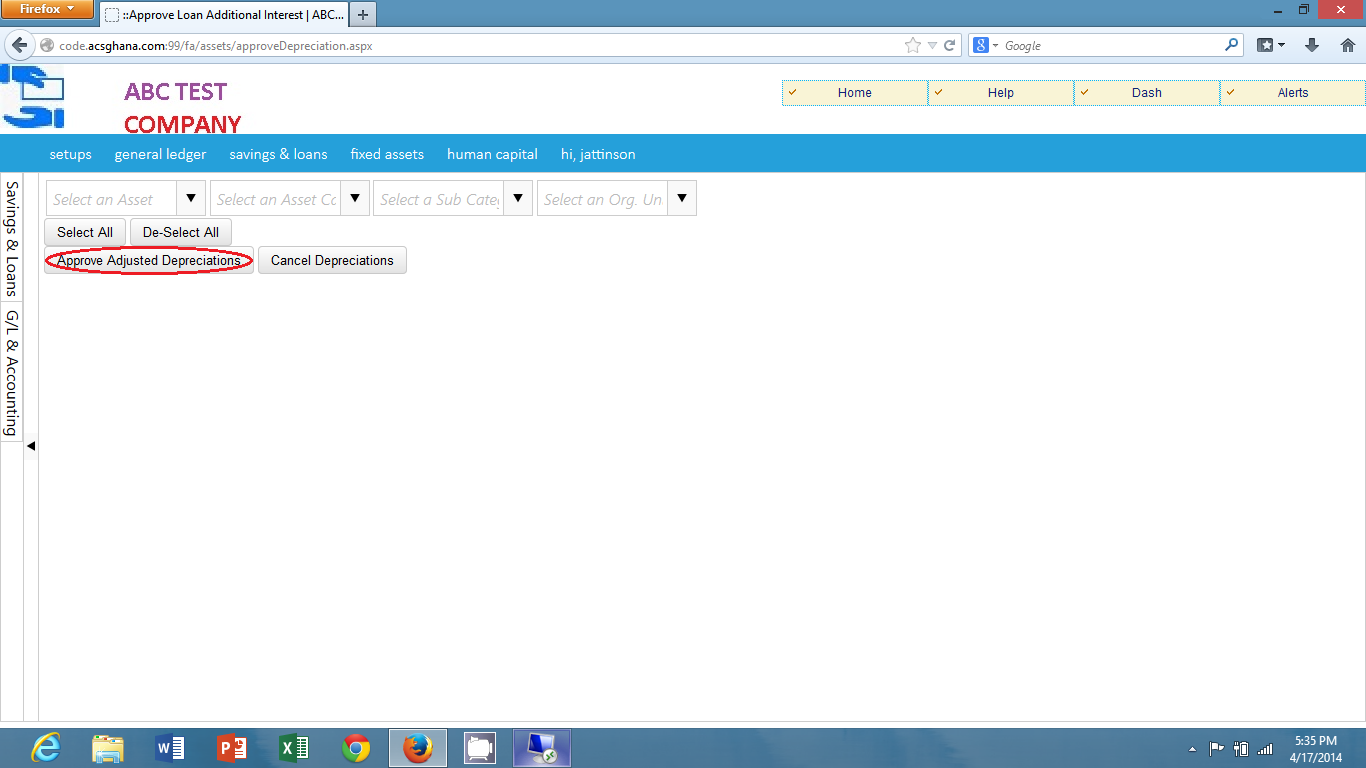 Firefox
::Approve Loan Additional Interest | ABC...
code.acsghana.com:99/fa/assets/approveDepreciation.aspx
Google
ABC TEST
COMPANY
Home Help Dash Alerts
setups general ledger savings & loans fixed assets human capital hi, jattinson
Savings & Loans
G/L & Accounting
Select an Asset Select an Asset Cc Select a Sub Categ Select an Org. Un
Select All De-Select All
Approve Adjusted Depreciations Cancel Depreciations
5:35 PM
4/17/2014